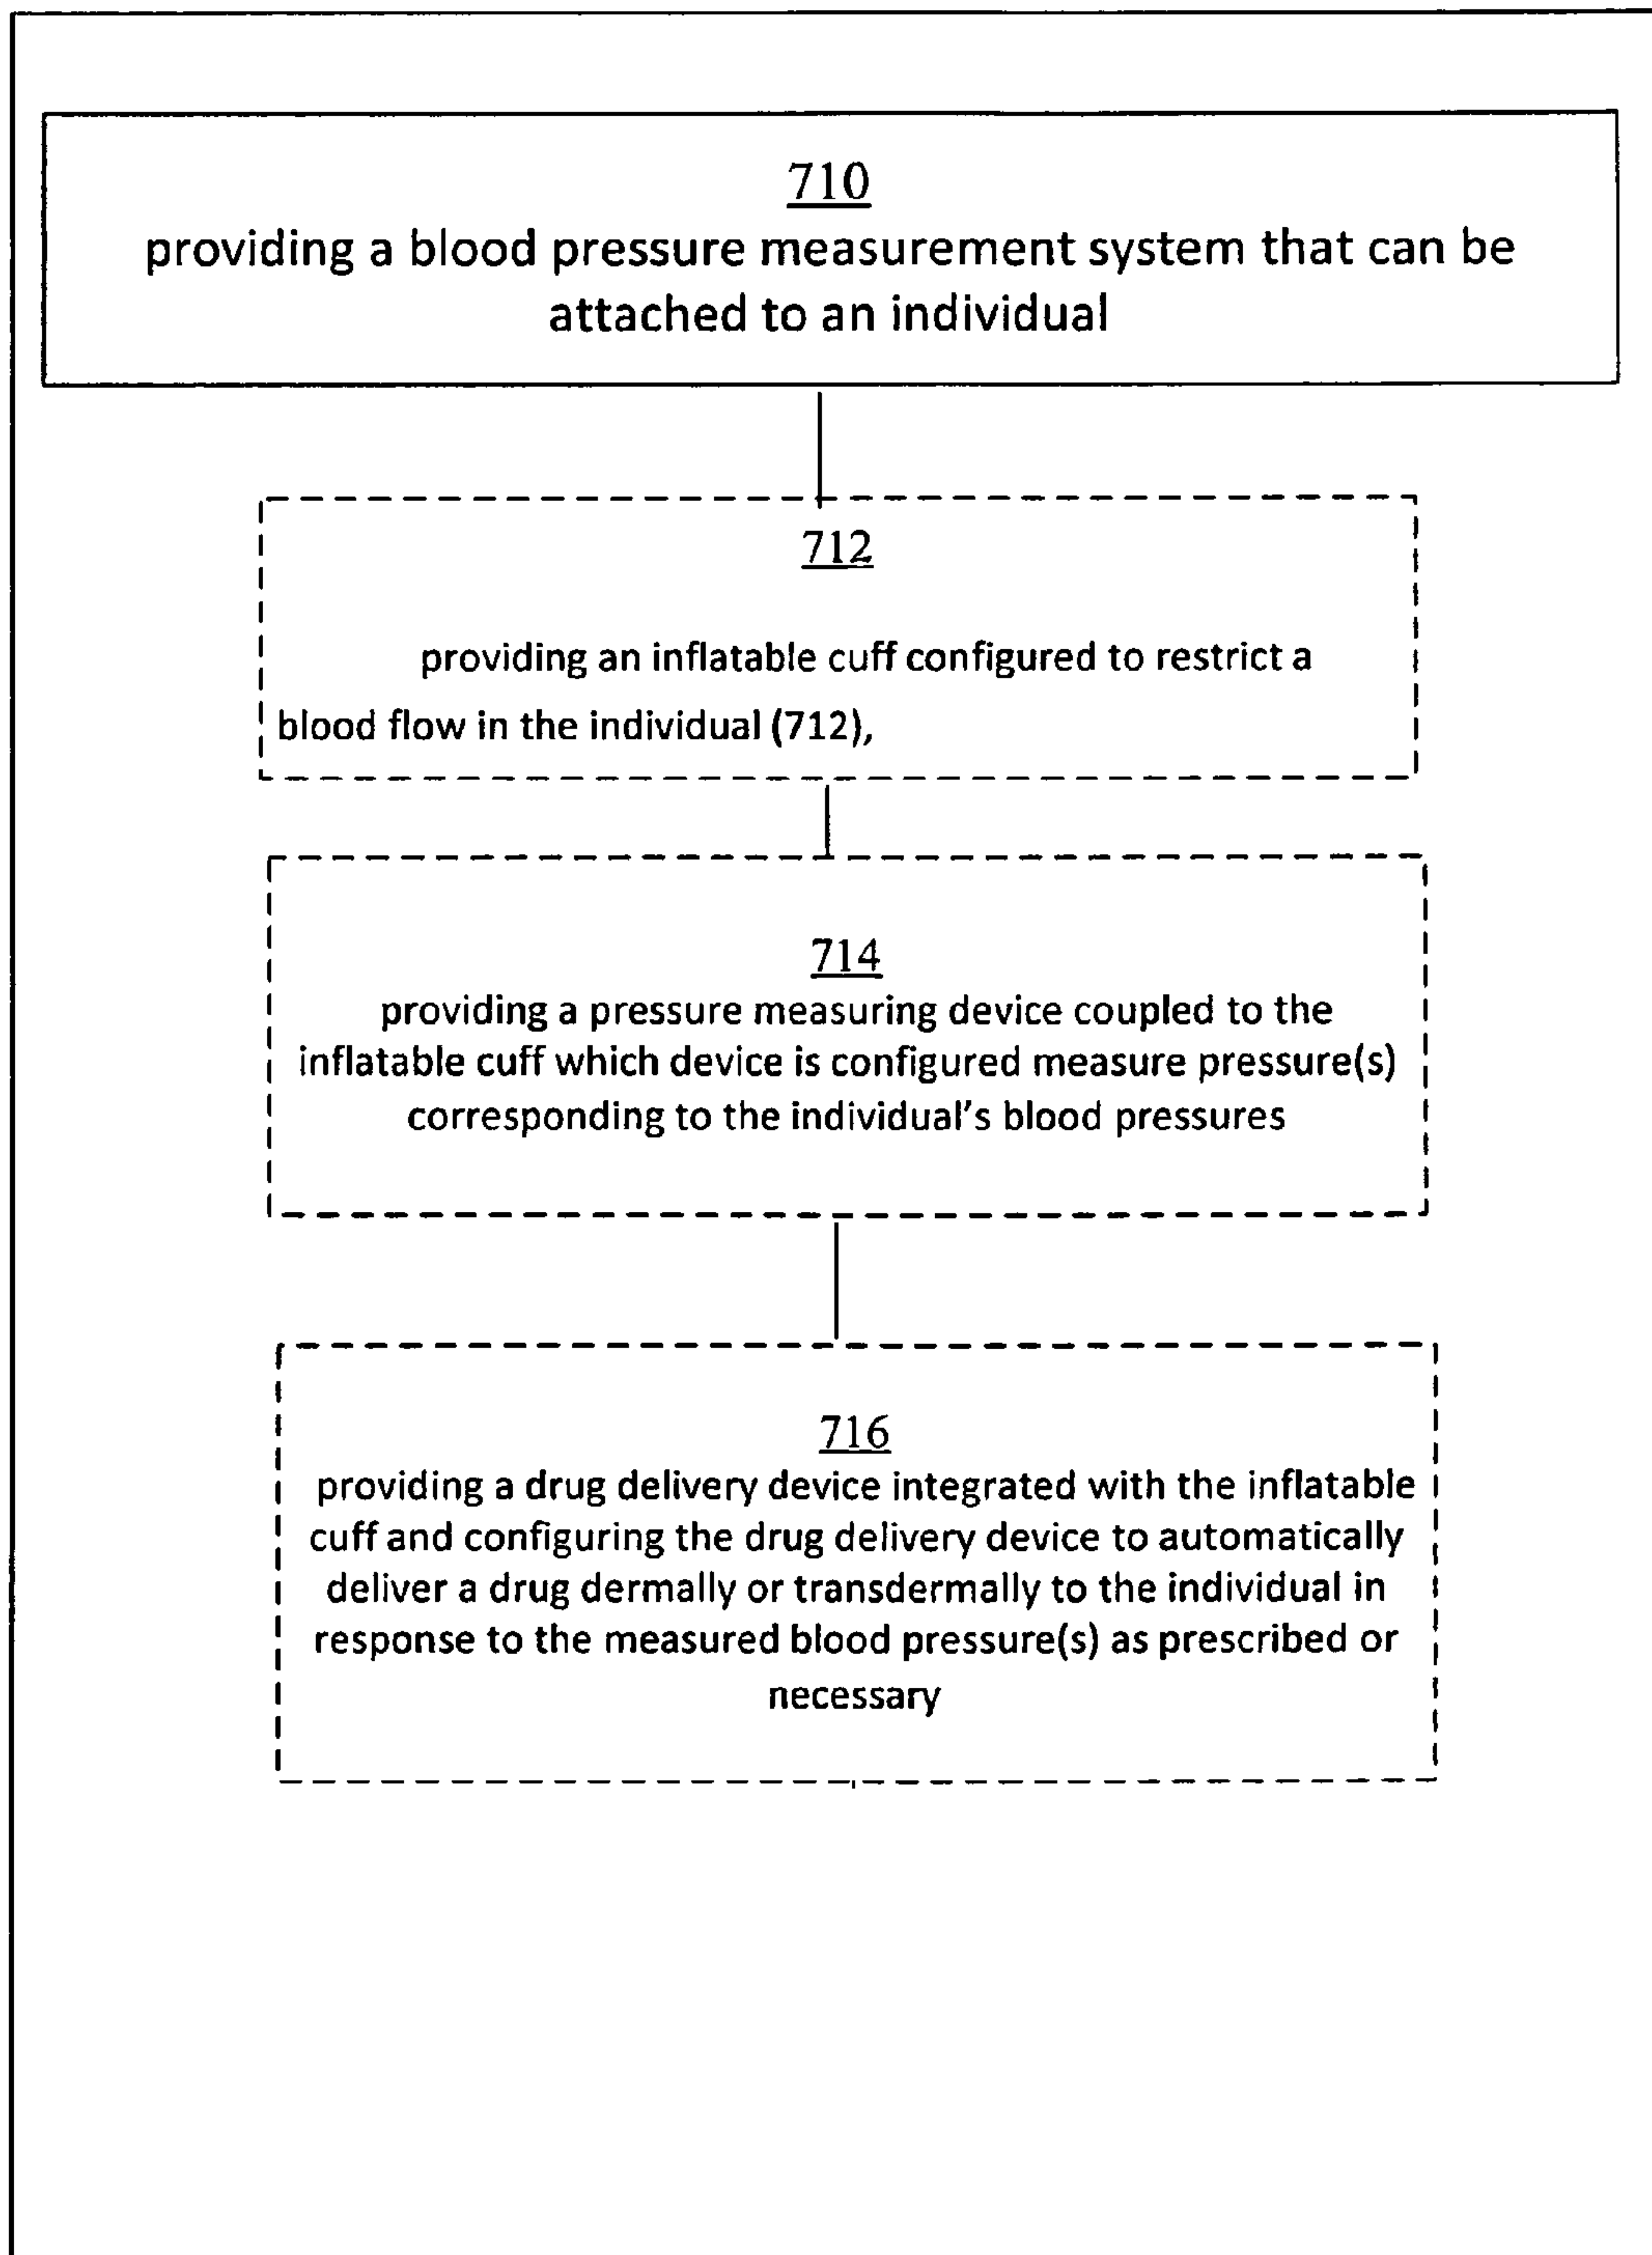 710
providing a blood pressure measurement system that can be
attached to an individual
712
providing an inflatable cuff configured to restrict a
blood flow in the individual (712),
714
providing a pressure measuring device coupled to the
inflatable cuff which device is configured measure pressure(s)
corresponding to the individual's blood pressures
716
providing a drug delivery device integrated with the inflatable
cuff and configuring the drug delivery device to automatically
deliver a drug dermally or transdermally to the individual in
response to the measured blood pressure(s) as prescribed or
necessary